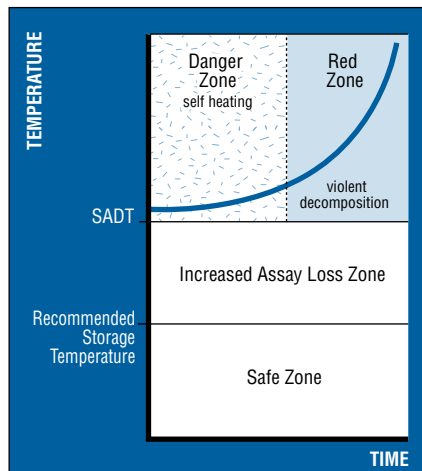 TEMPERATURE
Danger
Zone
self heating
Red
Zone
violent
decomposition
SADT
Increased Assay Loss Zone
Recommended
Storage
Temperature
Safe Zone
TIME